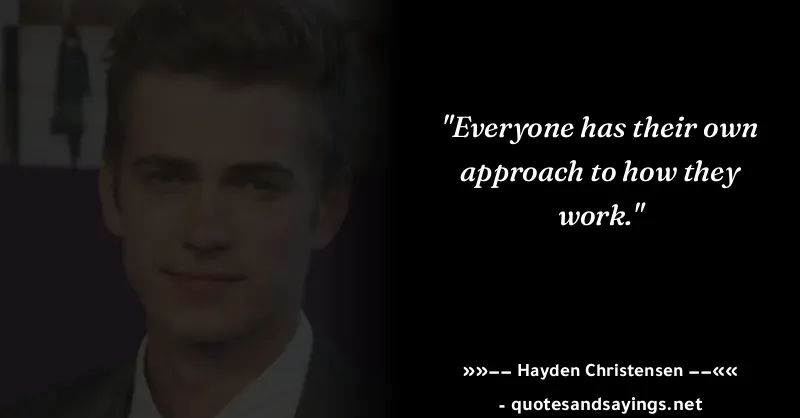 "Everyone has their own
approach to how they
work."
»»–– Hayden Christensen ––««
- quotesandsayings.net